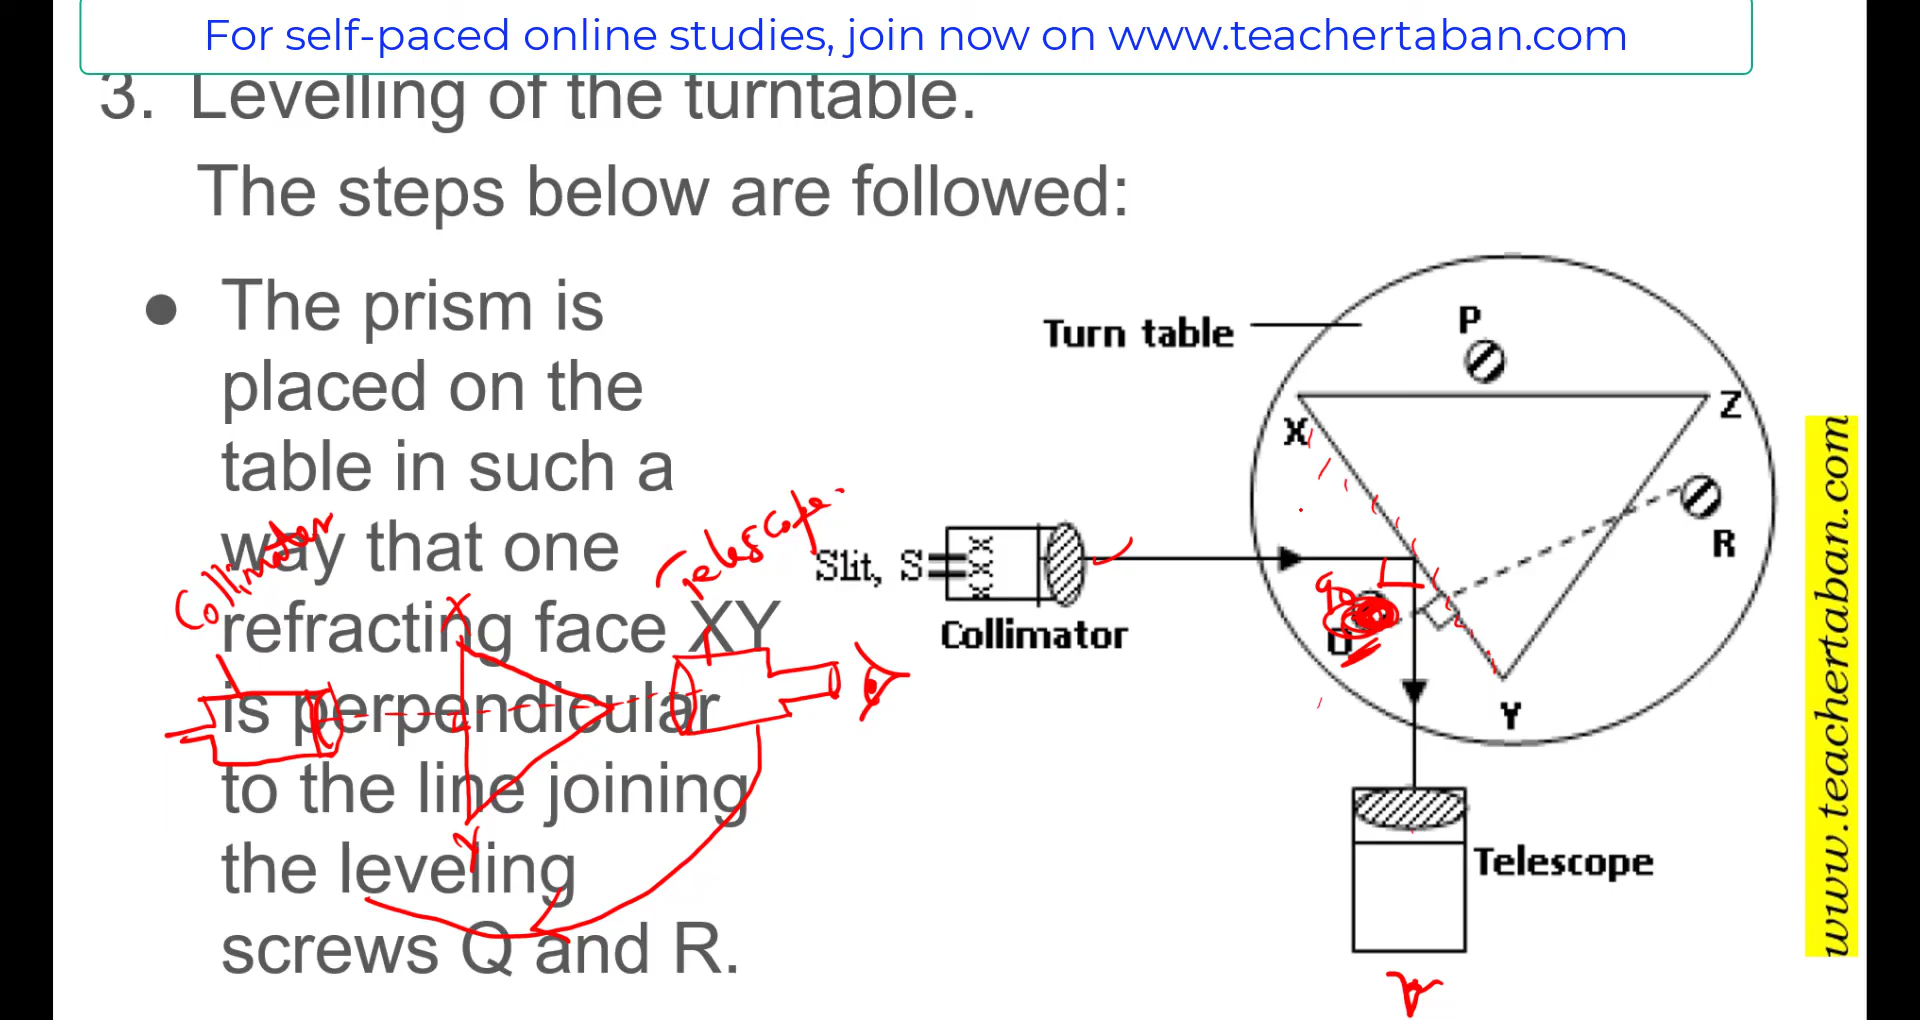 For self-paced online studies, join now on www.teachertaban.com
3. Levelling of the turntable.
The steps below are followed:
● The prism is
placed on the
table in such a
way that one
refracting face XY
is perpendicular
to the line joining
the leveling
screws Q and R.
Collimator
Telescope
X
Y
Turn table
P
X
Z
R
Slit, S
Collimator
90
Y
Telescope
www.teachertaban.com